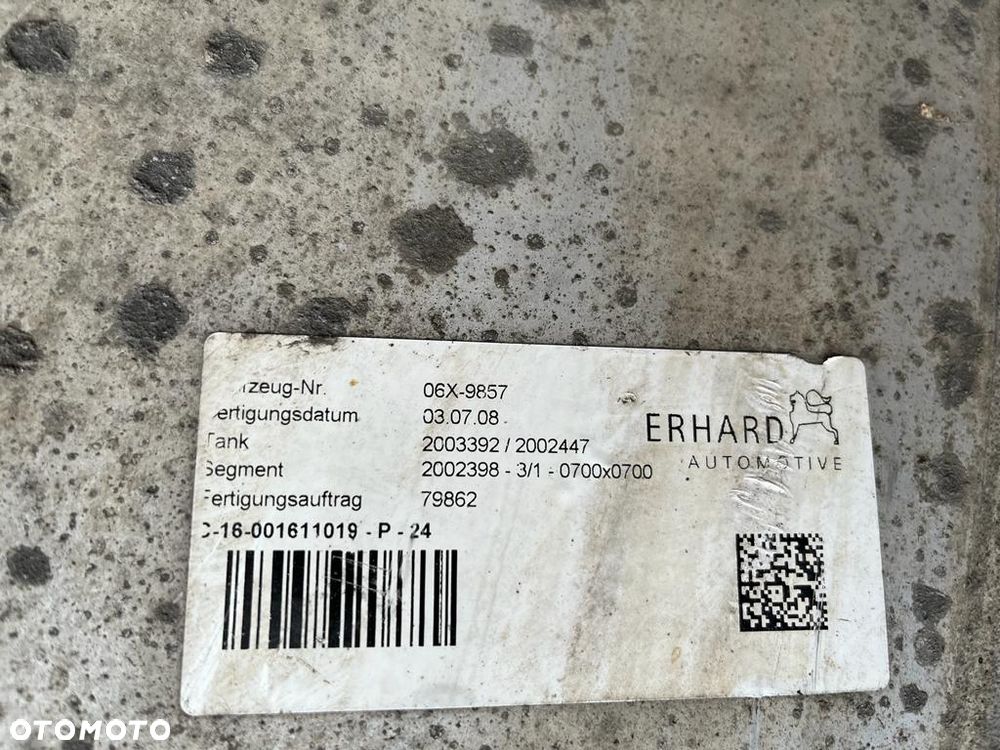 rzeug-Nr. 06X-9857
ertigungsdatum 03.07.08
Tank 2003392 / 2002447
Segment 2002398 - 3/1 - 0700x0700
Fertigungsauftrag 79862
C-16-001611019 - P - 24
ERHARD
AUTOMOTIVE
OTOMOTO